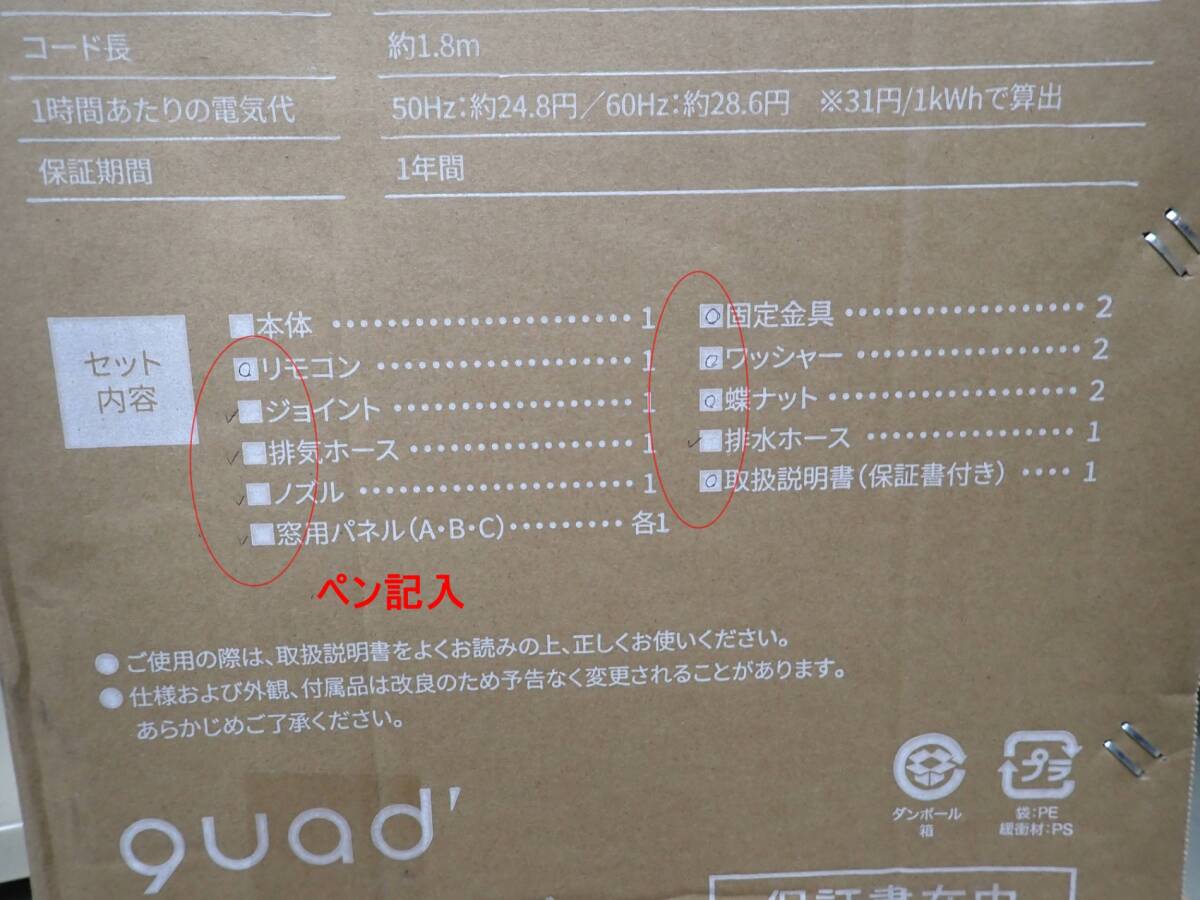 コード長 約1.8m
1時間あたりの電気代 50Hz:約24.8円/60Hz:約28.6円 ※31円/1kWhで算出
保証期間 1年間
セット
内容
■本体 ・・・・・・・・・・・・・・・・・・・・・・ 1
■リモコン ・・・・・・・・・・・・・・・・・・・ 1
■ジョイント ・・・・・・・・・・・・・・・・・・ 1
■排気ホース ・・・・・・・・・・・・・・・・・ 1
■ノズル ・・・・・・・・・・・・・・・・・・・・ 1
■窓用パネル(A・B・C)・・・・・・・・・ 各1
■固定金具 ・・・・・・・・・・・・・・・・・・ 2
■ワッシャー ・・・・・・・・・・・・・・・・・ 2
■蝶ナット ・・・・・・・・・・・・・・・・・・ 2
■排水ホース ・・・・・・・・・・・・・・・・ 1
■取扱説明書(保証書付き) ・・・・ 1
ペン記入
●ご使用の際は、取扱説明書をよくお読みの上、正しくお使いください。
●仕様および外観、付属品は改良のため予告なく変更されることがあります。
あらかじめご了承ください。
ダンボール
箱
プラ
袋:PE
緩衝材:PS
quad'
保証書在中